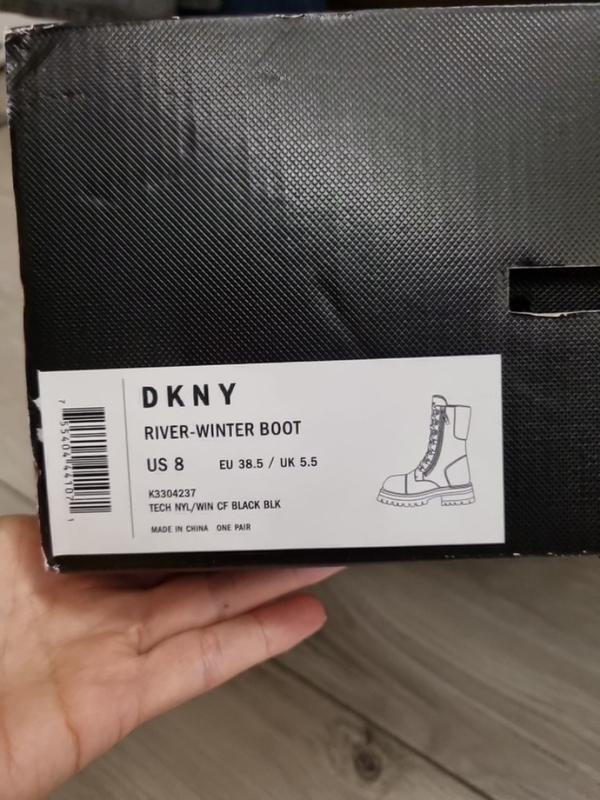 DKNY
RIVER-WINTER BOOT
US 8 EU 38.5 / UK 5.5
K3304237
TECH NYL/WIN CF BLACK BLK
MADE IN CHINA ONE PAIR